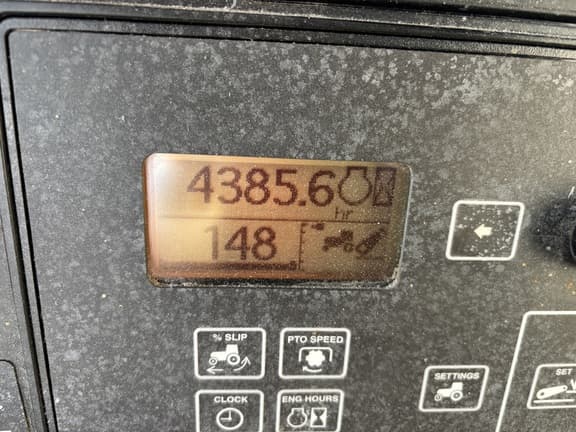 4385.6
hr
148
% SLIP
PTO SPEED
CLOCK
ENG HOURS
SETTINGS
SET